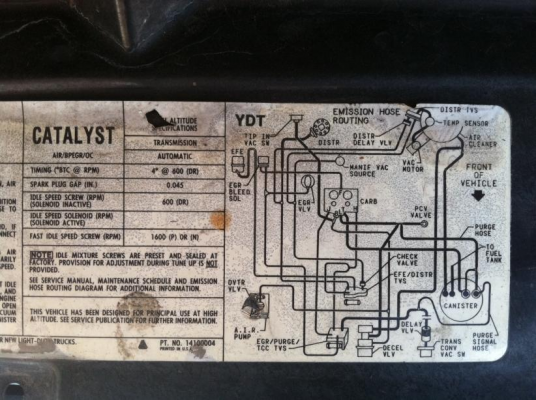 CATALYST
AIR/BPEGR/OC
ALTITUDE
SPECIFICATIONS
TRANSMISSION
AUTOMATIC
TIMING (°BTC @ RPM)
4° @ 600 (DR)
SPARK PLUG GAP (IN.)
0.045
IDLE SPEED SCREW (RPM)
(SOLENOID INACTIVE)
600 (DR)
IDLE SPEED SOLENOID (RPM)
(SOLENOID ACTIVE)
FAST IDLE SPEED SCREW (RPM)
1600 (P) OR (N)
NOTE: IDLE MIXTURE SCREWS ARE PRESET AND SEALED AT
FACTORY. PROVISION FOR ADJUSTMENT DURING TUNE UP IS NOT
PROVIDED.
SEE SERVICE MANUAL, MAINTENANCE SCHEDULE AND EMISSION
HOSE ROUTING DIAGRAM FOR ADDITIONAL INFORMATION.
THIS VEHICLE HAS BEEN DESIGNED FOR PRINCIPAL USE AT HIGH
ALTITUDE. SEE SERVICE PUBLICATION FOR FURTHER INFORMATION.
NEW LIGHT-DUTY TRUCKS.
PT. NO. 14100004
PRINTED IN U.S.A.
YDT
EMISSION HOSE
ROUTING
DISTR TVS
TEMP SENSOR
TIP IN
VAC SW
DISTR
DISTR
DELAY VLV
AIR
CLEANER
EFE
MANIF VAC
SOURCE
VAC
MOTOR
FRONT
OF
VEHICLE
EGR
BLEED
SOL
EGR
VLV
CARB
PCV
VALVE
PURGE
HOSE
TO
FUEL
TANK
CHECK
VALVE
EFE/DISTR
TVS
DVTR
VLV
CANISTER
A.I.R.
PUMP
DELAY
VLV
EGR/PURGE/
TCC TVS
DECEL
VLV
TRANS
CONV
VAC SW
PURGE
SIGNAL
HOSE